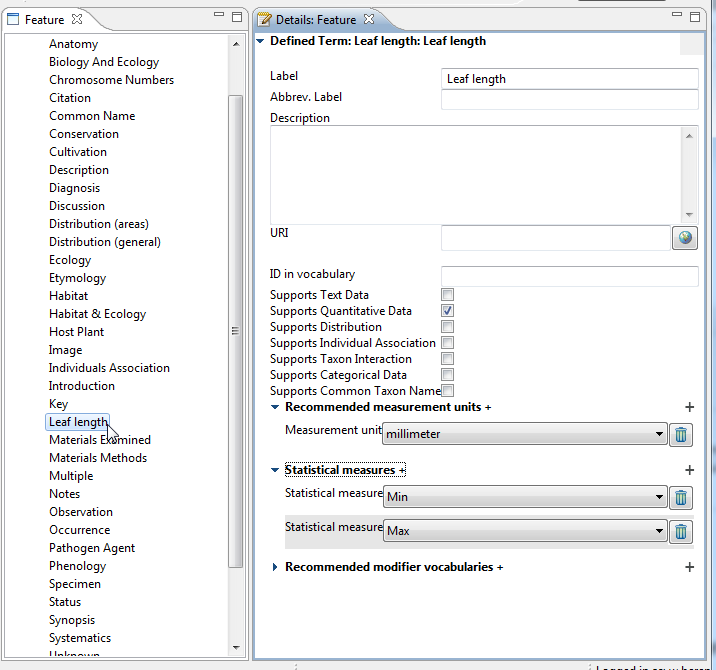 Feature
Anatomy
Biology And Ecology
Chromosome Numbers
Citation
Common Name
Conservation
Cultivation
Description
Diagnosis
Discussion
Distribution (areas)
Distribution (general)
Ecology
Etymology
Habitat
Habitat & Ecology
Host Plant
Image
Individuals Association
Introduction
Key
Leaf length
Materials Examined
Materials Methods
Multiple
Notes
Observation
Occurrence
Pathogen Agent
Phenology
Specimen
Status
Synopsis
Systematics
Unknown
Details: Feature
Defined Term: Leaf length: Leaf length
Label Leaf length
Abbrev. Label
Description
URI
ID in vocabulary
Supports Text Data
Supports Quantitative Data
Supports Distribution
Supports Individual Association
Supports Taxon Interaction
Supports Categorical Data
Supports Common Taxon Name
Recommended measurement units + +
Measurement unit millimeter
Statistical measures + +
Statistical measure Min
Statistical measure Max
Recommended modifier vocabularies + +